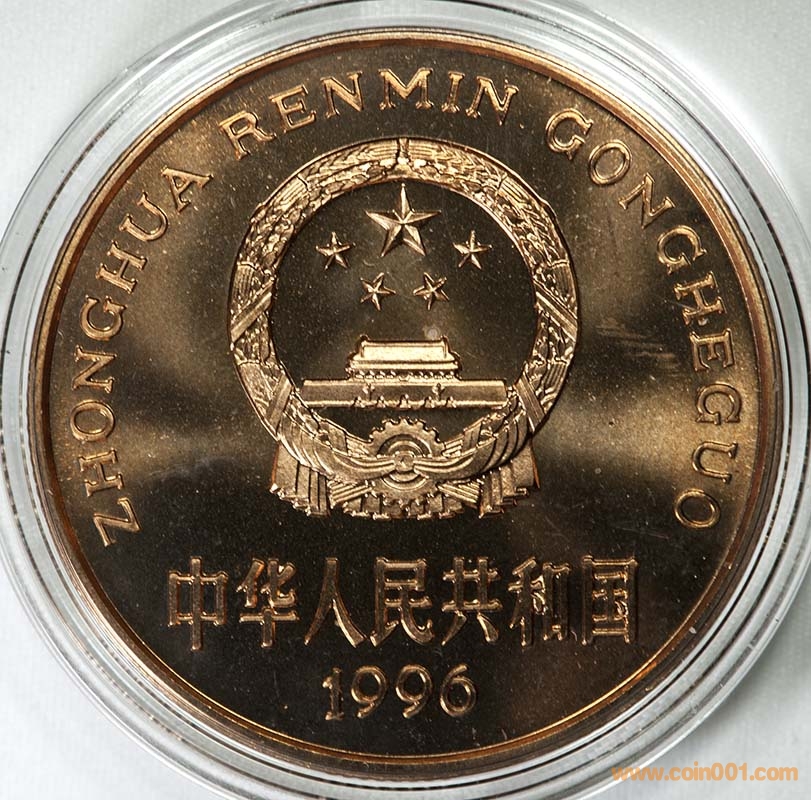 ZHONGHUA RENMIN GONGHEGUO
中华人民共和国
1996
www.coin001.com